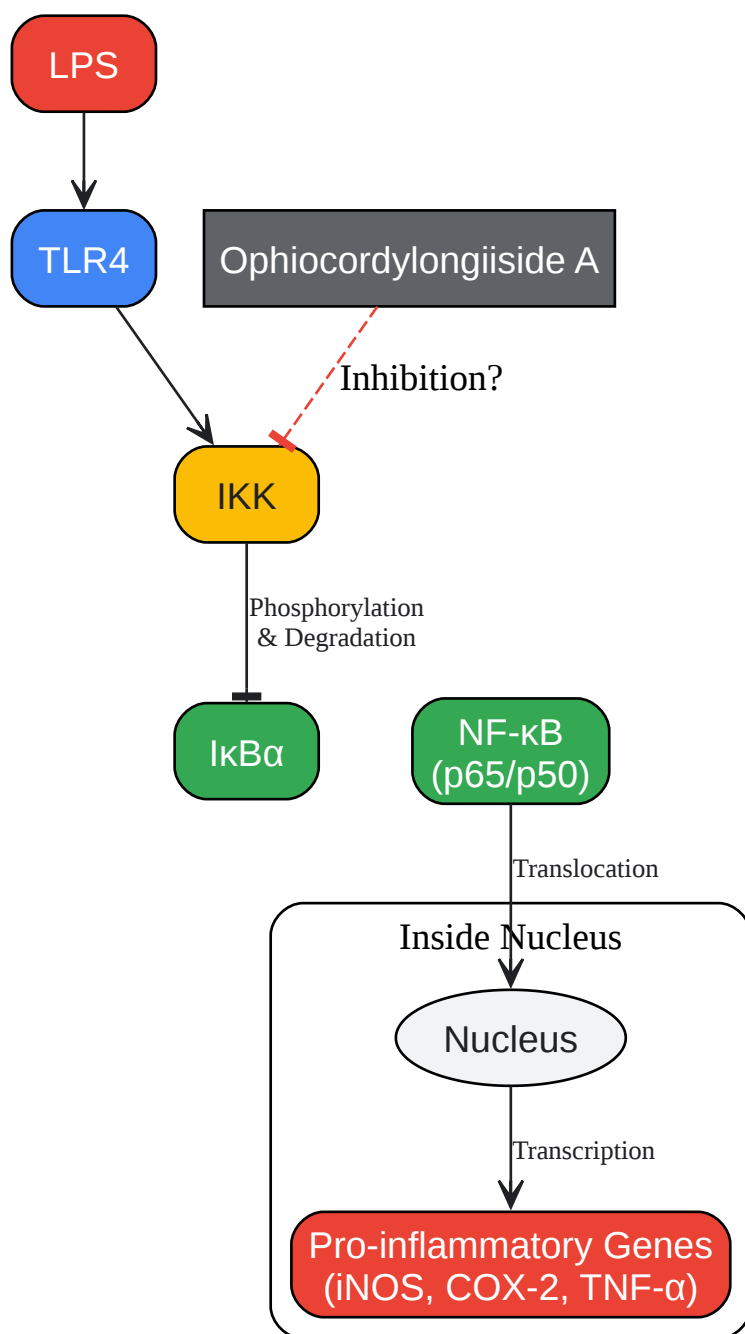 LPS
TLR4
Ophiocordylongiiside A
Inhibition?
IKK
Phosphorylation
& Degradation
IκBα
NF-κB
(p65/p50)
Translocation
Inside Nucleus
Nucleus
Transcription
Pro-inflammatory Genes
(iNOS, COX-2, TNF-α)